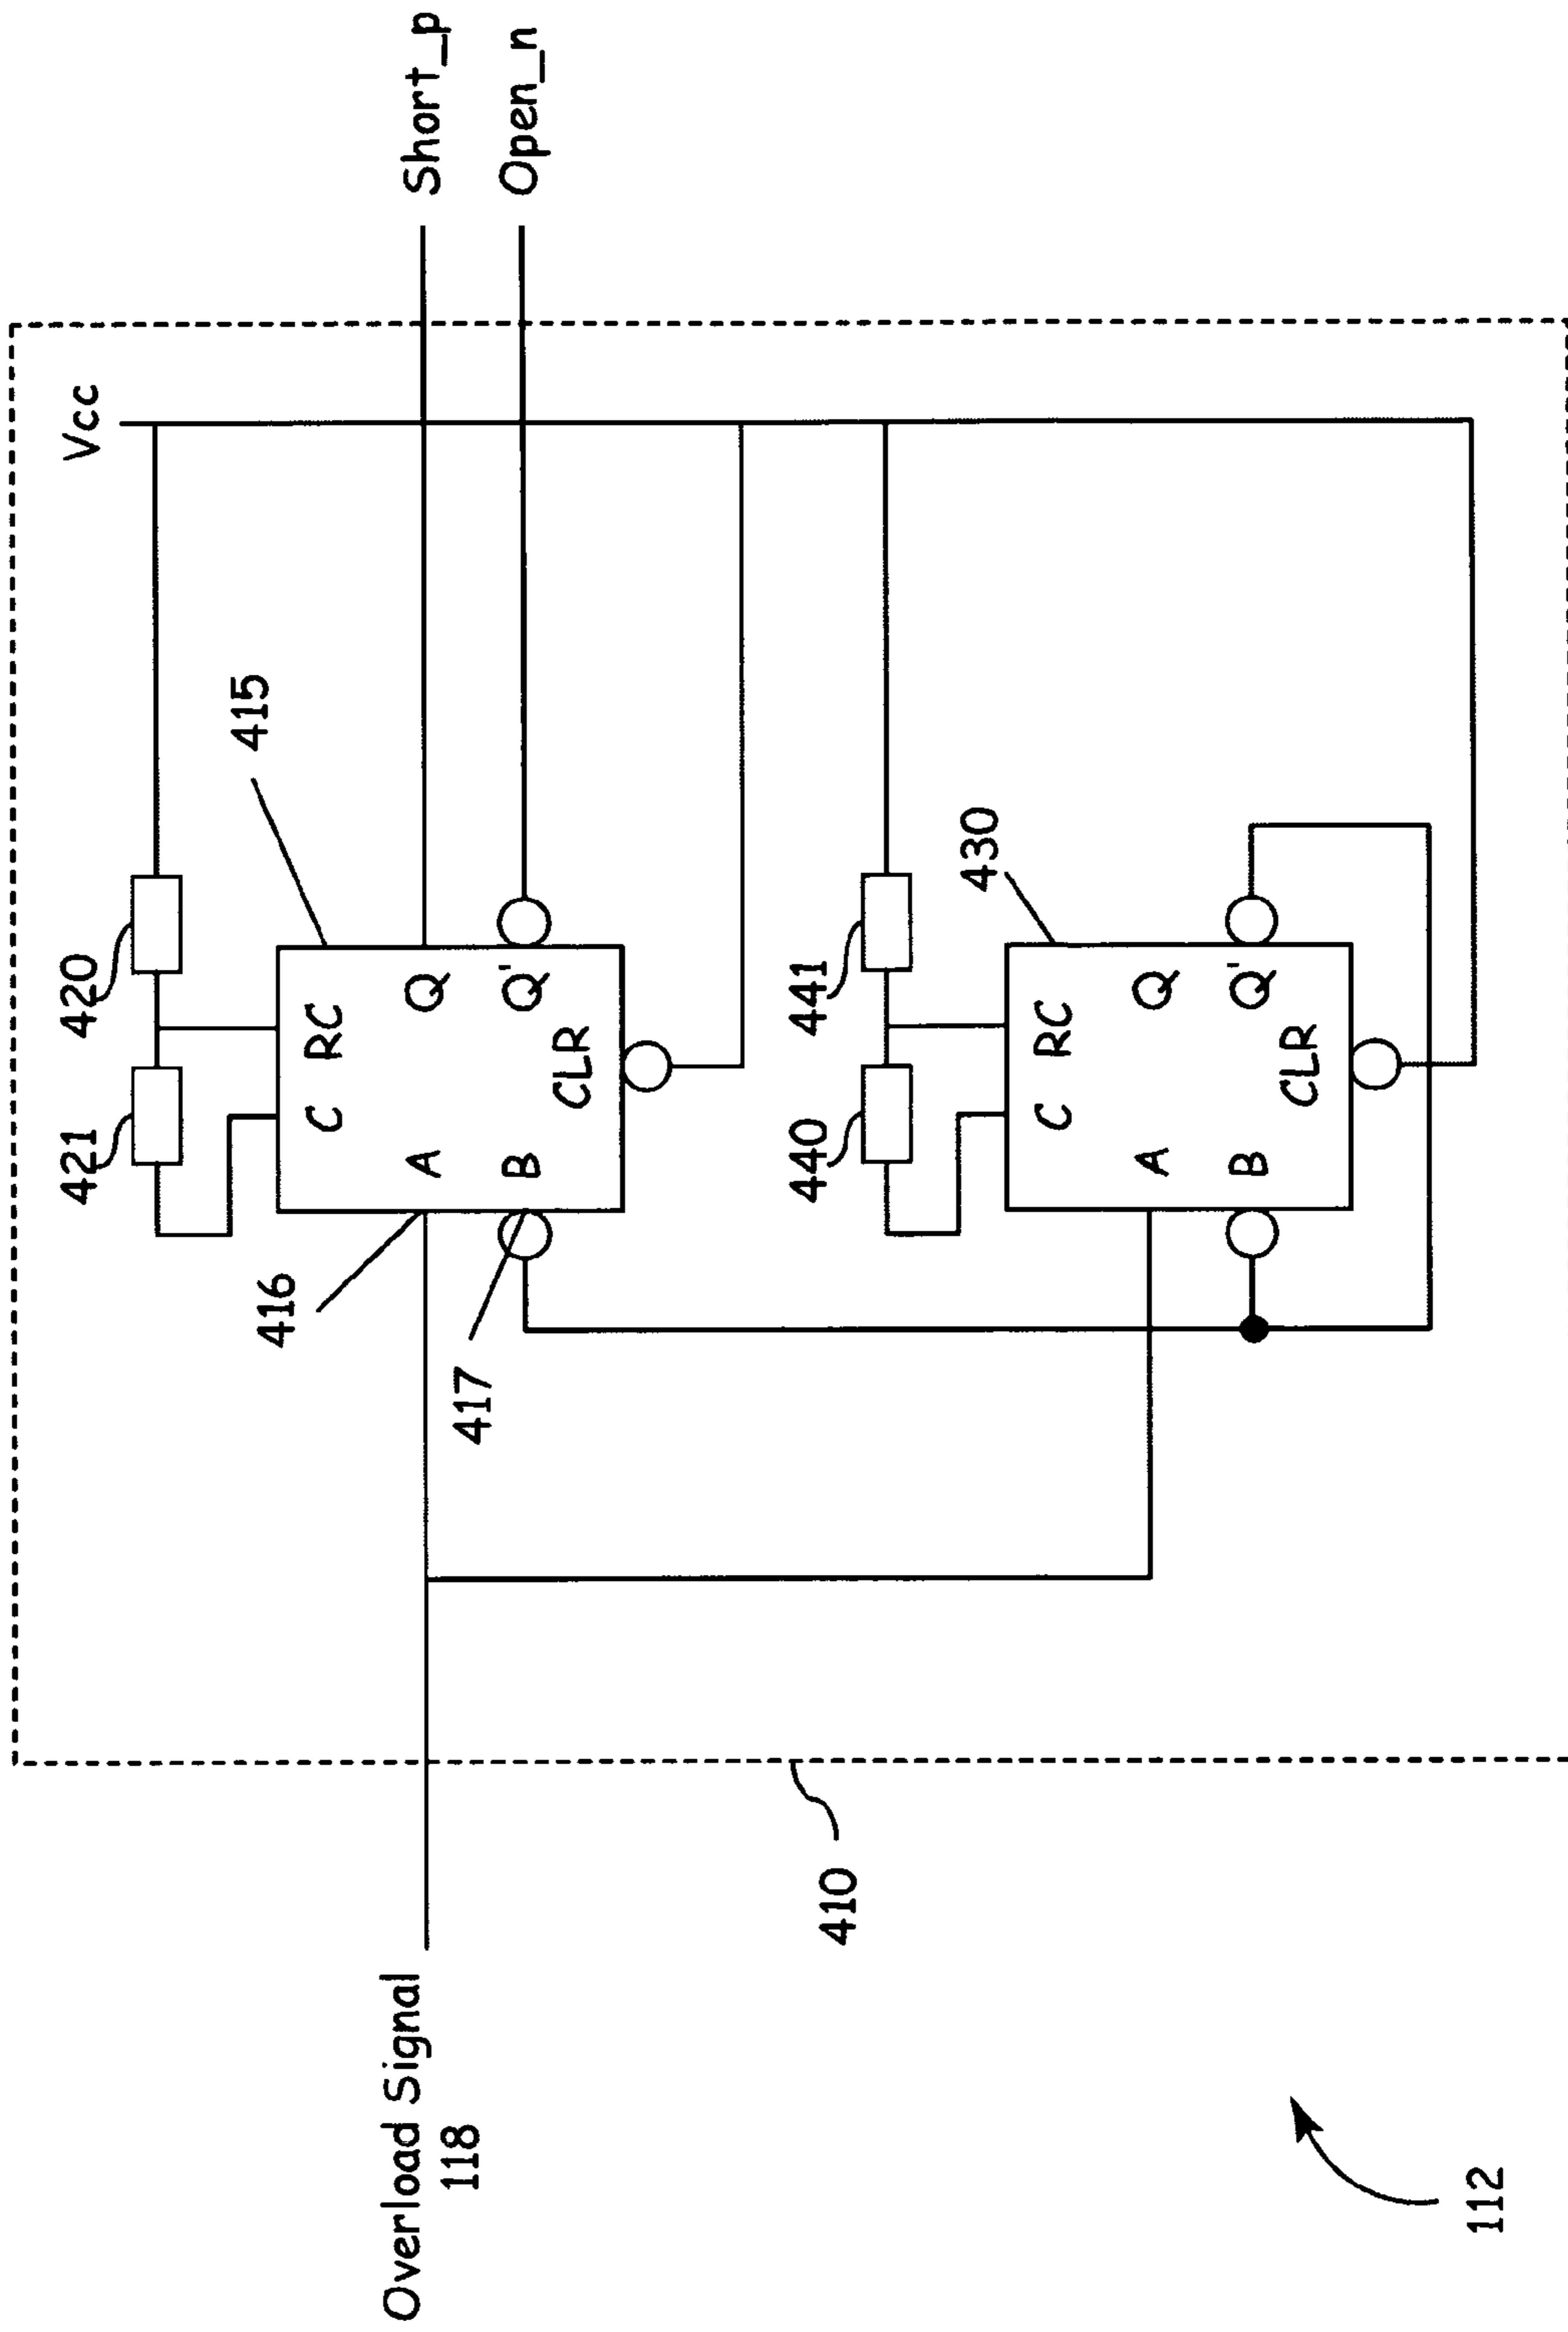 Vcc
420
421
415
C
RC
A
Q
B
Q'
CLR
416
417
Short_p
Open_n
441
440
430
C
RC
A
Q
B
Q'
CLR
Overload Signal
118
410
112